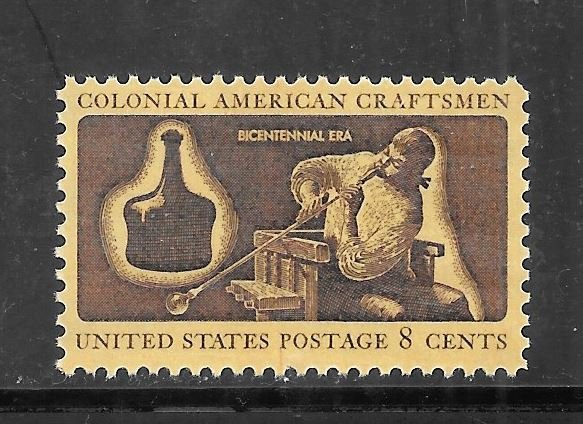 COLONIAL AMERICAN CRAFTSMEN
BICENTENNIAL ERA
UNITED STATES POSTAGE 8 CENTS